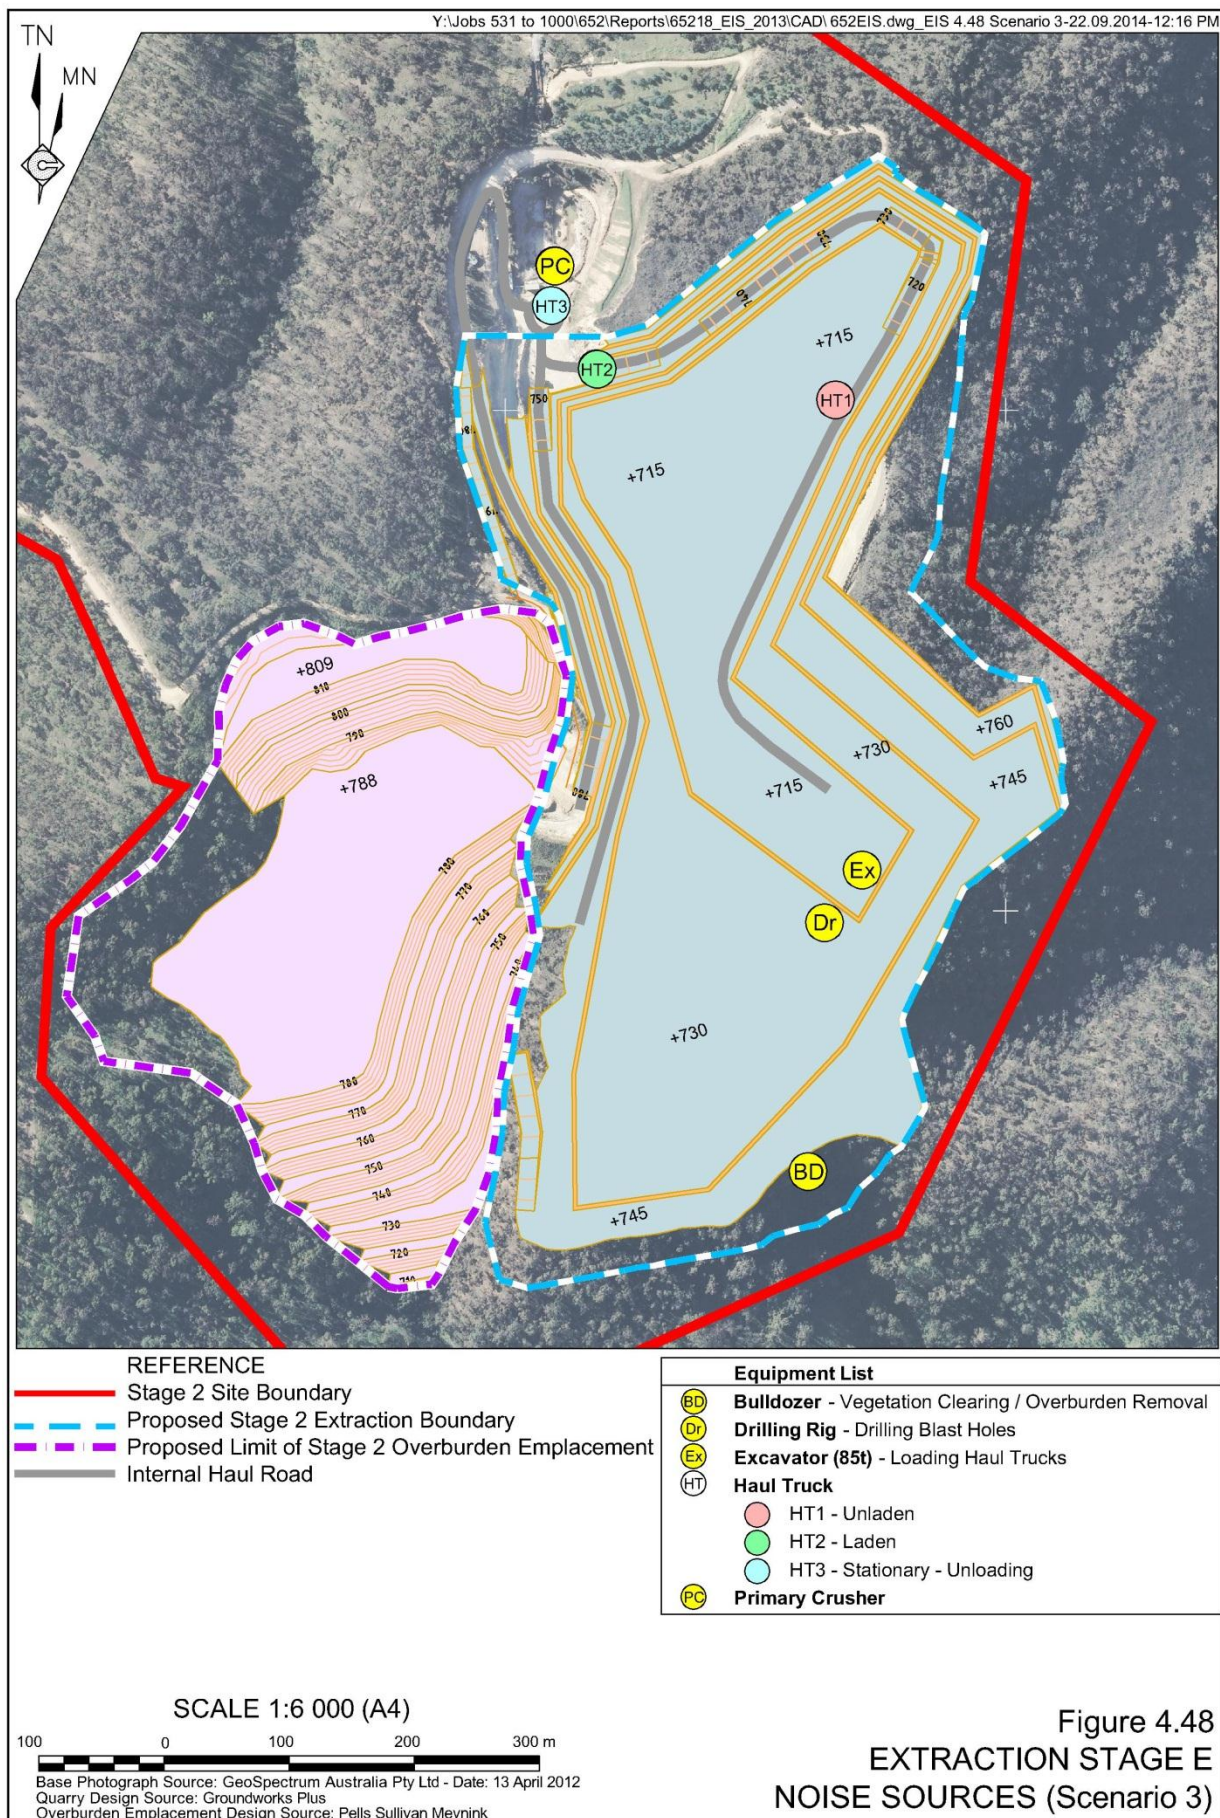 Y:\Jobs 531 to 1000\652\Reports\65218_EIS_2013\CAD\ 652EIS.dwg_EIS 4.48 Scenario 3-22.09.2014-12:16 PM
TN
MN
PC
HT3
HT2
HT1
730
720
740
+715
750
+715
+809
810
800
790
+788
+760
+730
+745
+715
780
770
760
750
Ex
Dr
+730
780
770
760
750
740
730
720
710
BD
+745
REFERENCE
Stage 2 Site Boundary
Proposed Stage 2 Extraction Boundary
Proposed Limit of Stage 2 Overburden Emplacement
Internal Haul Road
Equipment List
BD Bulldozer - Vegetation Clearing / Overburden Removal
Dr Drilling Rig - Drilling Blast Holes
Ex Excavator (85t) - Loading Haul Trucks
HT Haul Truck
HT1 - Unladen
HT2 - Laden
HT3 - Stationary - Unloading
PC Primary Crusher
SCALE 1:6 000 (A4)
100 0 100 200 300 m
Base Photograph Source: GeoSpectrum Australia Pty Ltd - Date: 13 April 2012
Quarry Design Source: Groundworks Plus
Overburden Emplacement Design Source: Pells Sullivan Meynink
Figure 4.48
EXTRACTION STAGE E
NOISE SOURCES (Scenario 3)